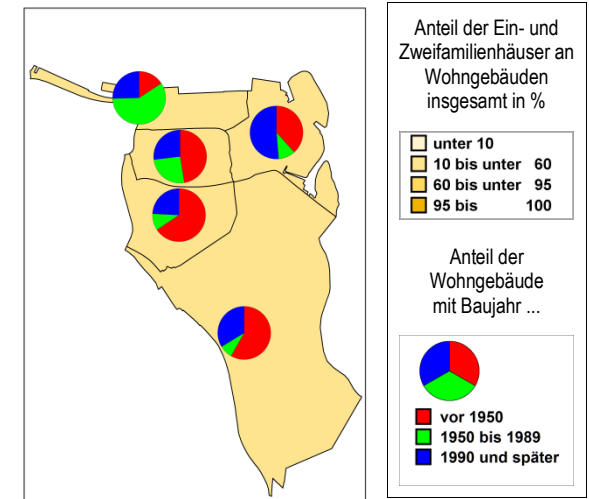 Anteil der Ein- und
Zweifamilienhäuser an
Wohngebäuden
insgesamt in %
unter 10
10 bis unter 60
60 bis unter 95
95 bis 100
Anteil der
Wohngebäude
mit Baujahr ...
vor 1950
1950 bis 1989
1990 und später